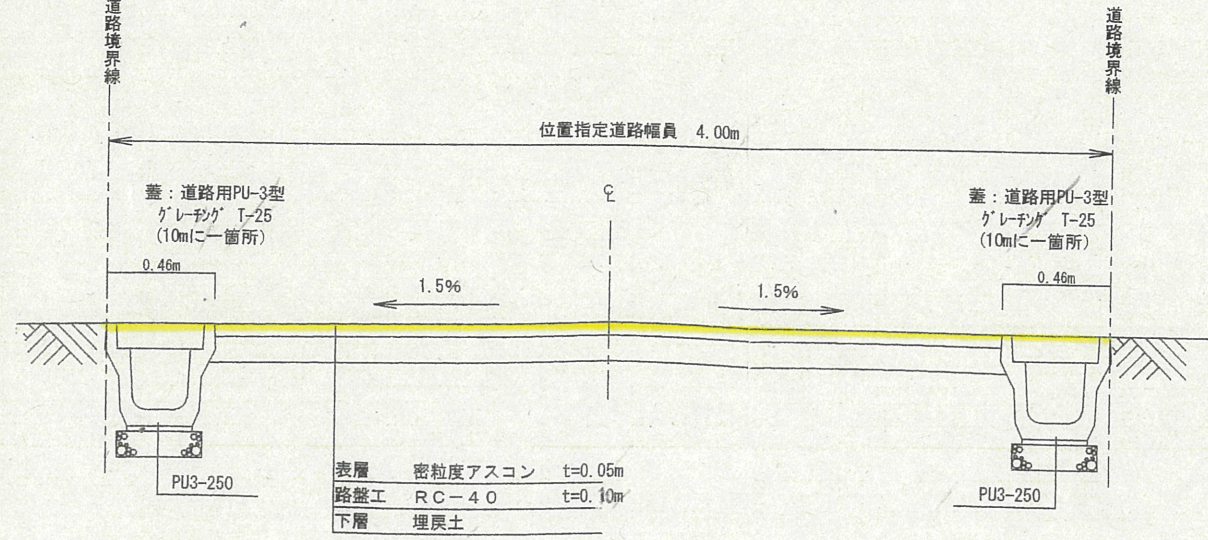 道路境界線
道路境界線
位置指定道路幅員 4.00m
蓋:道路用PU-3型
グレーチング T-25
(10mに一箇所)
℄
蓋:道路用PU-3型
グレーチング T-25
(10mに一箇所)
0.46m
0.46m
1.5%
1.5%
表層 密粒度アスコン t=0.05m
路盤工 RC-40 t=0.10m
下層 埋戻土
PU3-250
PU3-250